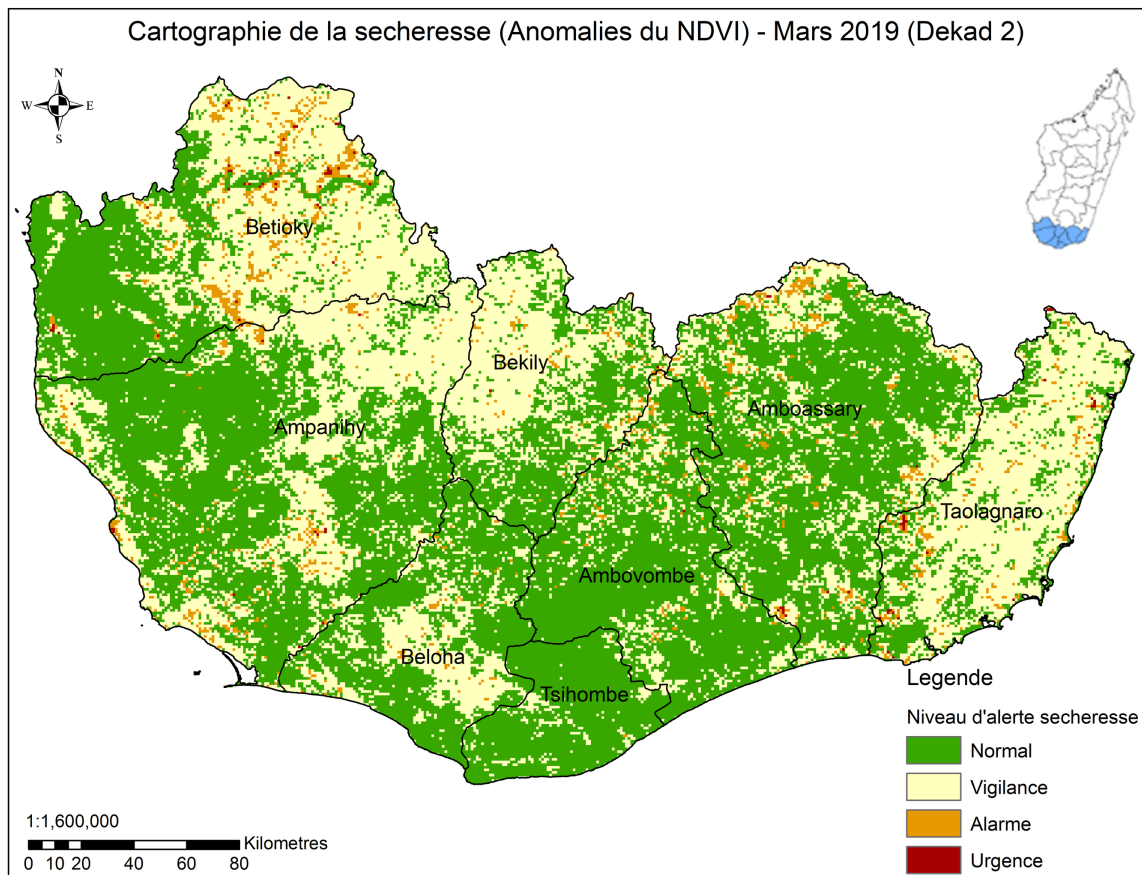 Cartographie de la secheresse (Anomalies du NDVI) - Mars 2019 (Dekad 2)
N
W E
S
Betioky
Bekily
Amboassary
Ampanihy
Taolagnaro
Ambovombe
Beloha
Tsihombe
Legende
Niveau d'alerte secheresse
Normal
Vigilance
Alarme
Urgence
1:1,600,000
Kilometres
0 10 20 40 60 80